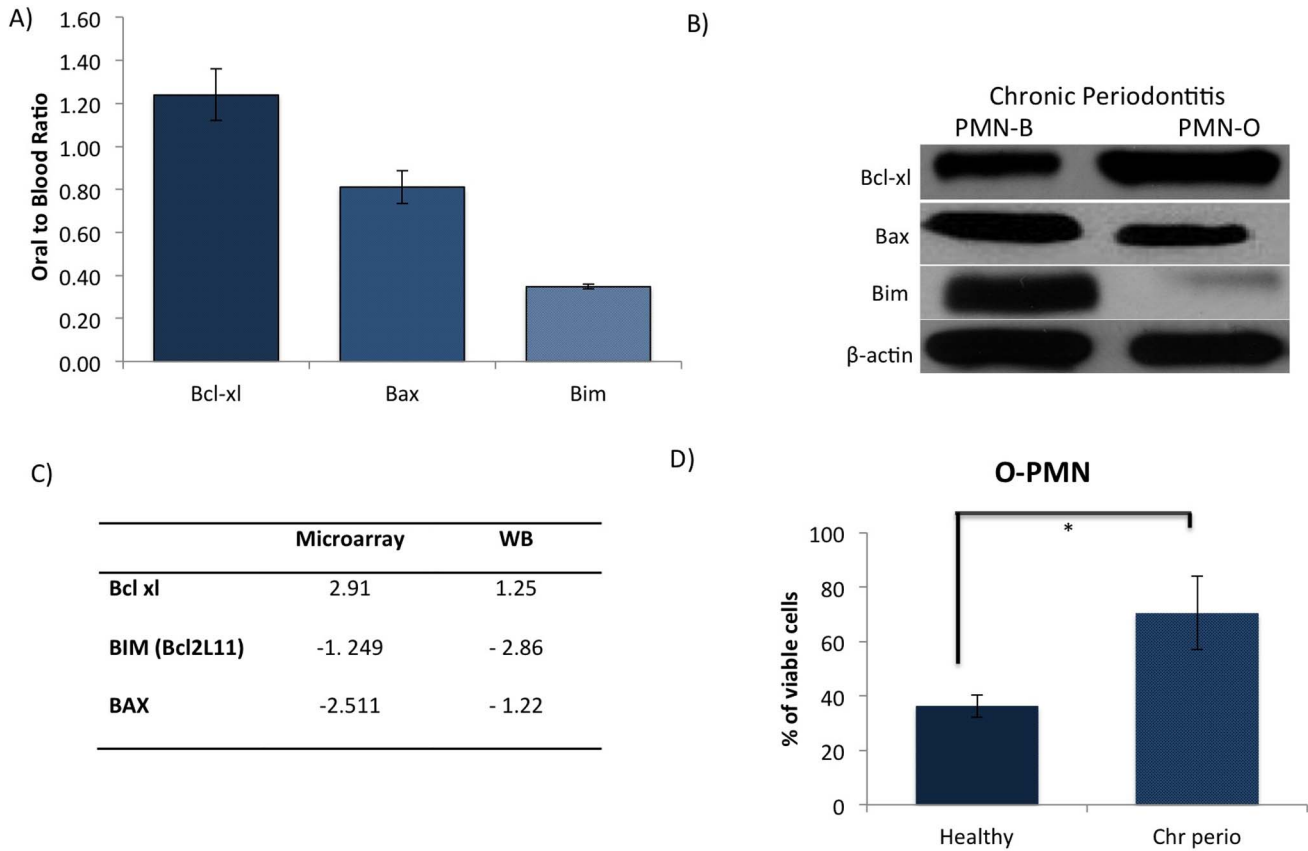 A)
1.60
1.40
1.20
1.00
0.80
0.60
0.40
0.20
0.00
Oral to Blood Ratio
Bcl-xl Bax Bim
B)
Chronic Periodontitis
PMN-B PMN-O
Bcl-xl
Bax
Bim
β-actin
C)
Microarray WB
Bcl xl 2.91 1.25
BIM (Bcl2L11) -1. 249 - 2.86
BAX -2.511 - 1.22
D)
O-PMN
*
100
80
60
40
20
0
% of viable cells
Healthy Chr perio